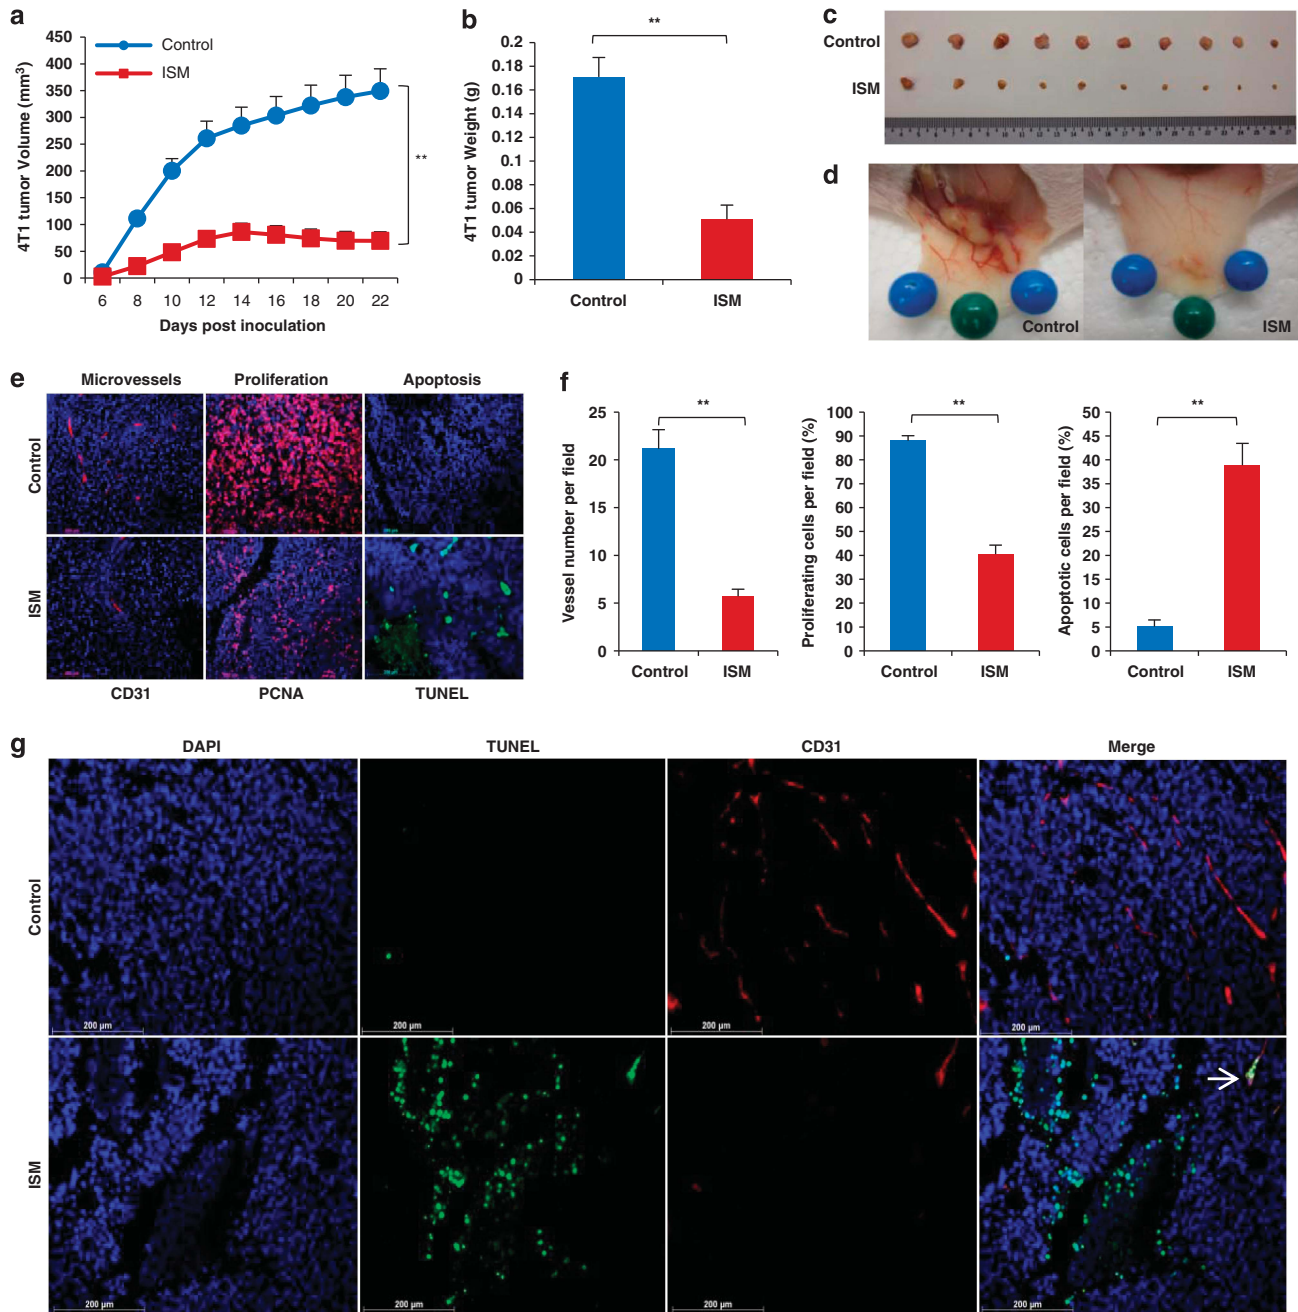 a
450
400
350
300
250
200
150
100
50
0
4T1 tumor Volume (mm³)
Control
ISM
**
6 8 10 12 14 16 18 20 22
Days post inoculation
b
**
0.2
0.18
0.16
0.14
0.12
0.1
0.08
0.06
0.04
0.02
0
4T1 tumor Weight (g)
Control ISM
c
Control
ISM
d
Control
ISM
e
Microvessels Proliferation Apoptosis
Control
ISM
CD31 PCNA TUNEL
f
25
20
15
10
5
0
Vessel number per field
**
Control ISM
100
90
80
70
60
50
40
30
20
10
0
Proliferating cells per field (%)
**
Control ISM
50
45
40
35
30
25
20
15
10
5
0
Apoptotic cells per field (%)
**
Control ISM
g
DAPI TUNEL CD31 Merge
Control
200 µm 200 µm 200 µm 200 µm
ISM
200 µm 200 µm 200 µm 200 µm